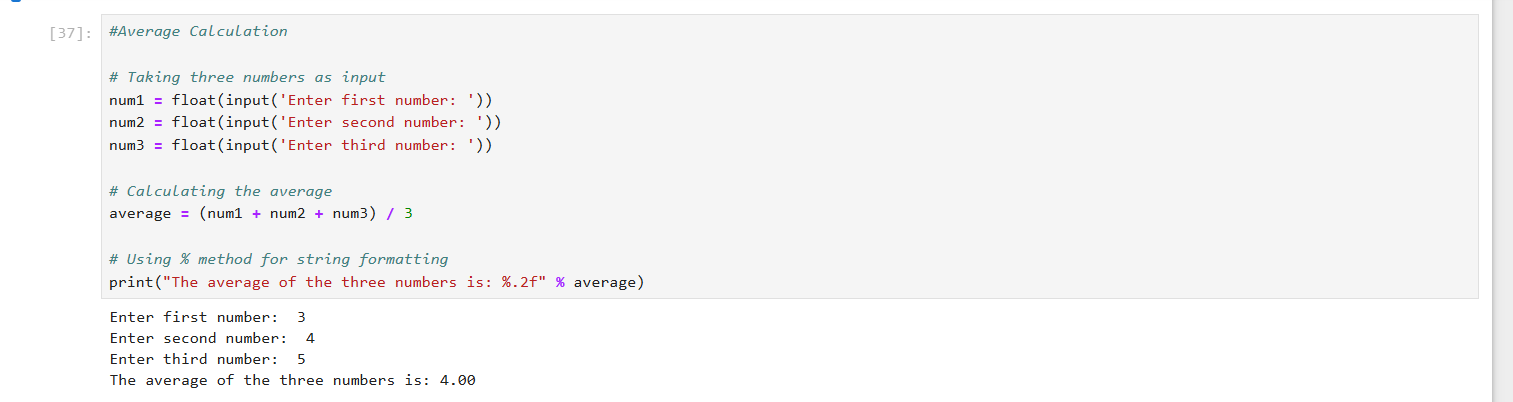 [37]:
#Average Calculation
# Taking three numbers as input
num1 = float(input('Enter first number: '))
num2 = float(input('Enter second number: '))
num3 = float(input('Enter third number: '))
# Calculating the average
average = (num1 + num2 + num3) / 3
# Using % method for string formatting
print("The average of the three numbers is: %.2f" % average)
Enter first number:  3
Enter second number:  4
Enter third number:  5
The average of the three numbers is: 4.00